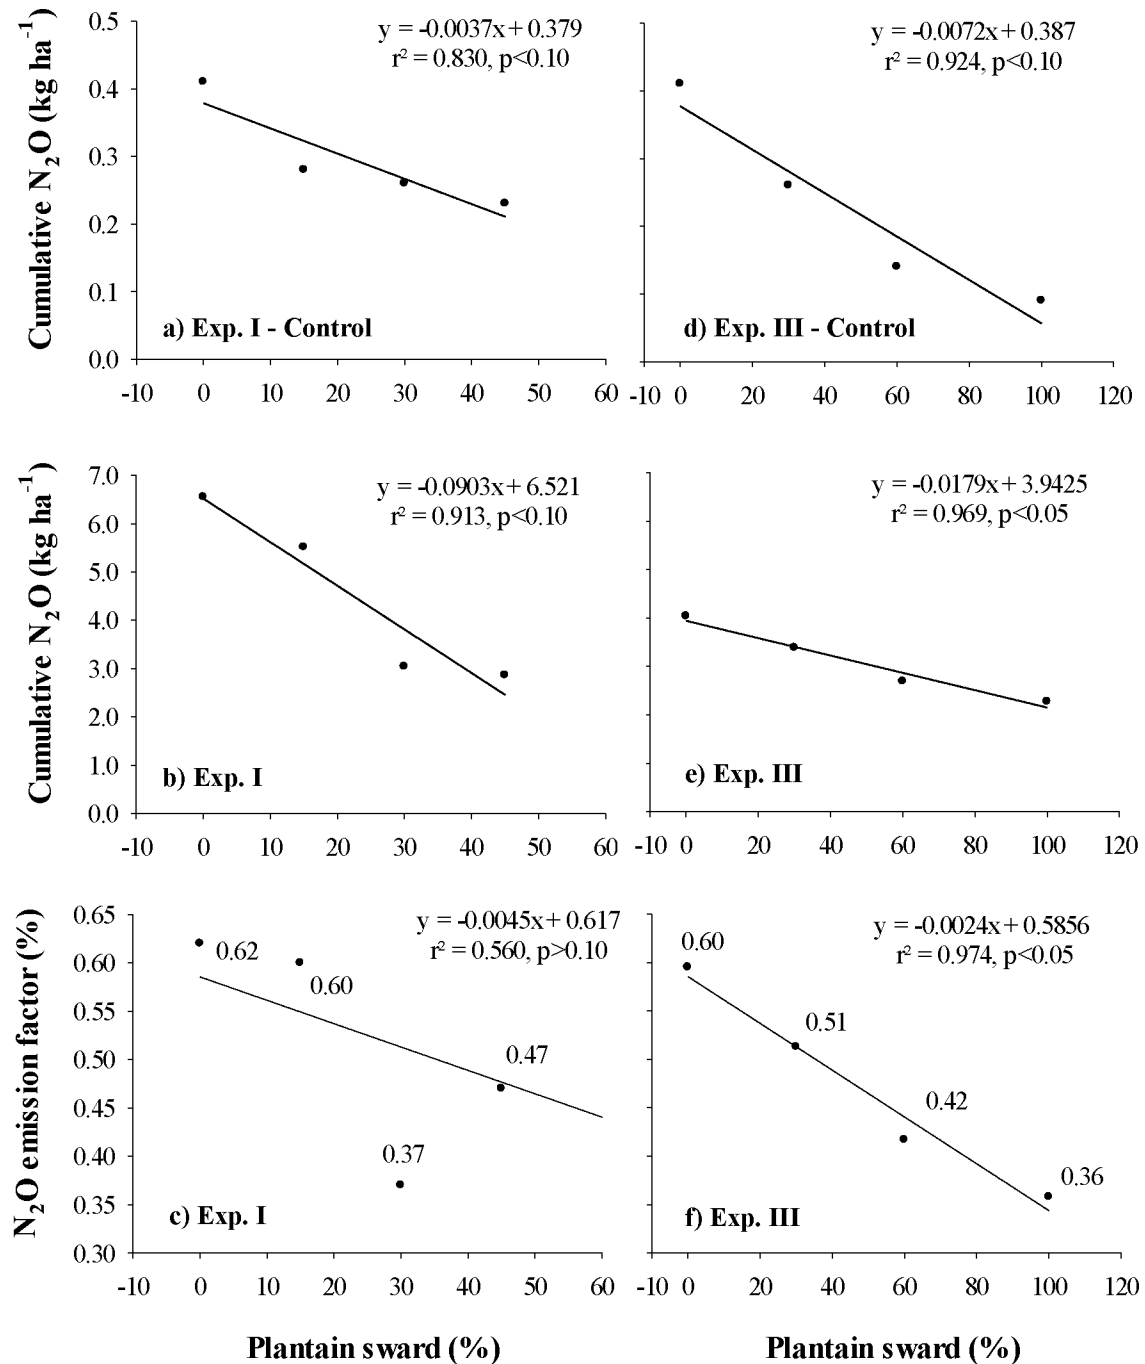 Cumulative N₂O (kg ha⁻¹)
0.5
0.4
0.3
0.2
0.1
0.0
y = -0.0037x + 0.379
r² = 0.830, p<0.10
a) Exp. I - Control
-10 0 10 20 30 40 50 60
y = -0.0072x + 0.387
r² = 0.924, p<0.10
d) Exp. III - Control
-10 0 20 40 60 80 100 120
Cumulative N₂O (kg ha⁻¹)
7.0
6.0
5.0
4.0
3.0
2.0
1.0
0.0
y = -0.0903x + 6.521
r² = 0.913, p<0.10
b) Exp. I
-10 0 10 20 30 40 50 60
y = -0.0179x + 3.9425
r² = 0.969, p<0.05
e) Exp. III
-10 0 20 40 60 80 100 120
N₂O emission factor (%)
0.65
0.60
0.55
0.50
0.45
0.40
0.35
0.30
y = -0.0045x + 0.617
r² = 0.560, p>0.10
0.62
0.60
0.47
0.37
c) Exp. I
-10 0 10 20 30 40 50 60
Plantain sward (%)
y = -0.0024x + 0.5856
r² = 0.974, p<0.05
0.60
0.51
0.42
0.36
f) Exp. III
-10 0 20 40 60 80 100 120
Plantain sward (%)